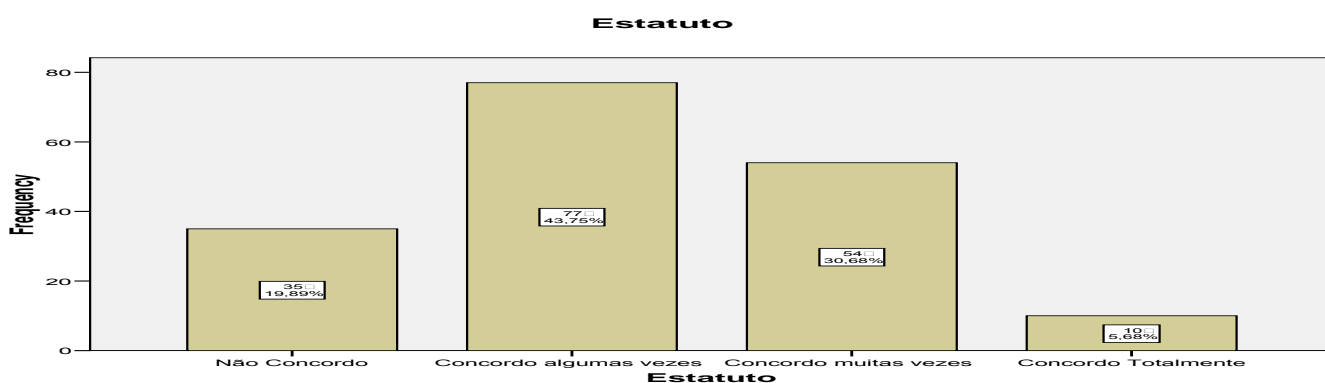 Estatuto
80
60
40
20
0
Frequency
35
19,89%
77
43,75%
54
30,68%
10
5,68%
Não Concordo
Concordo algumas vezes
Concordo muitas vezes
Concordo Totalmente
Estatuto